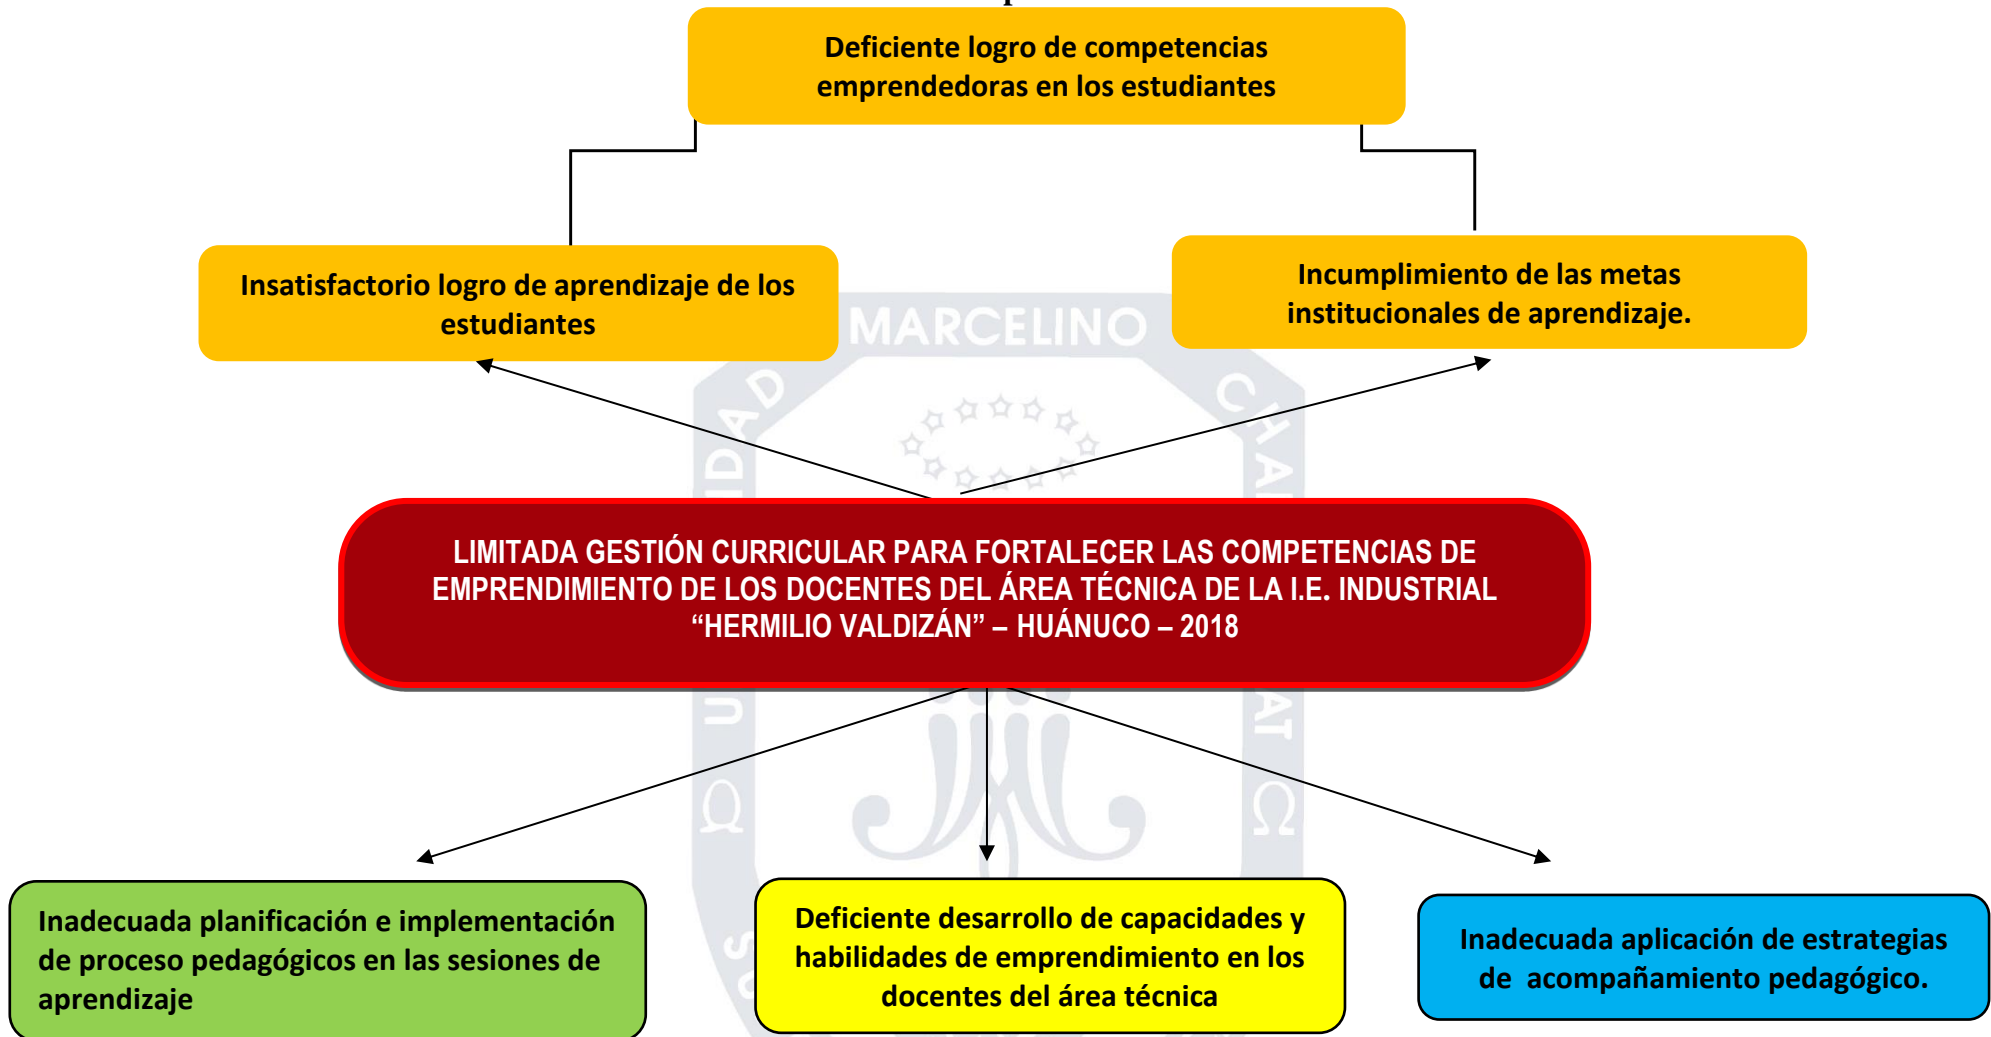 Deficiente logro de competencias
emprendedoras en los estudiantes
Insatisfactorio logro de aprendizaje de los
estudiantes
Incumplimiento de las metas
institucionales de aprendizaje.
MARCELINO
LIMITADA GESTIÓN CURRICULAR PARA FORTALECER LAS COMPETENCIAS DE
EMPRENDIMIENTO DE LOS DOCENTES DEL ÁREA TÉCNICA DE LA I.E. INDUSTRIAL
“HERMILIO VALDIZÁN” – HUÁNUCO – 2018
Inadecuada planificación e implementación
de proceso pedagógicos en las sesiones de
aprendizaje
Deficiente desarrollo de capacidades y
habilidades de emprendimiento en los
docentes del área técnica
Inadecuada aplicación de estrategias
de  acompañamiento pedagógico.